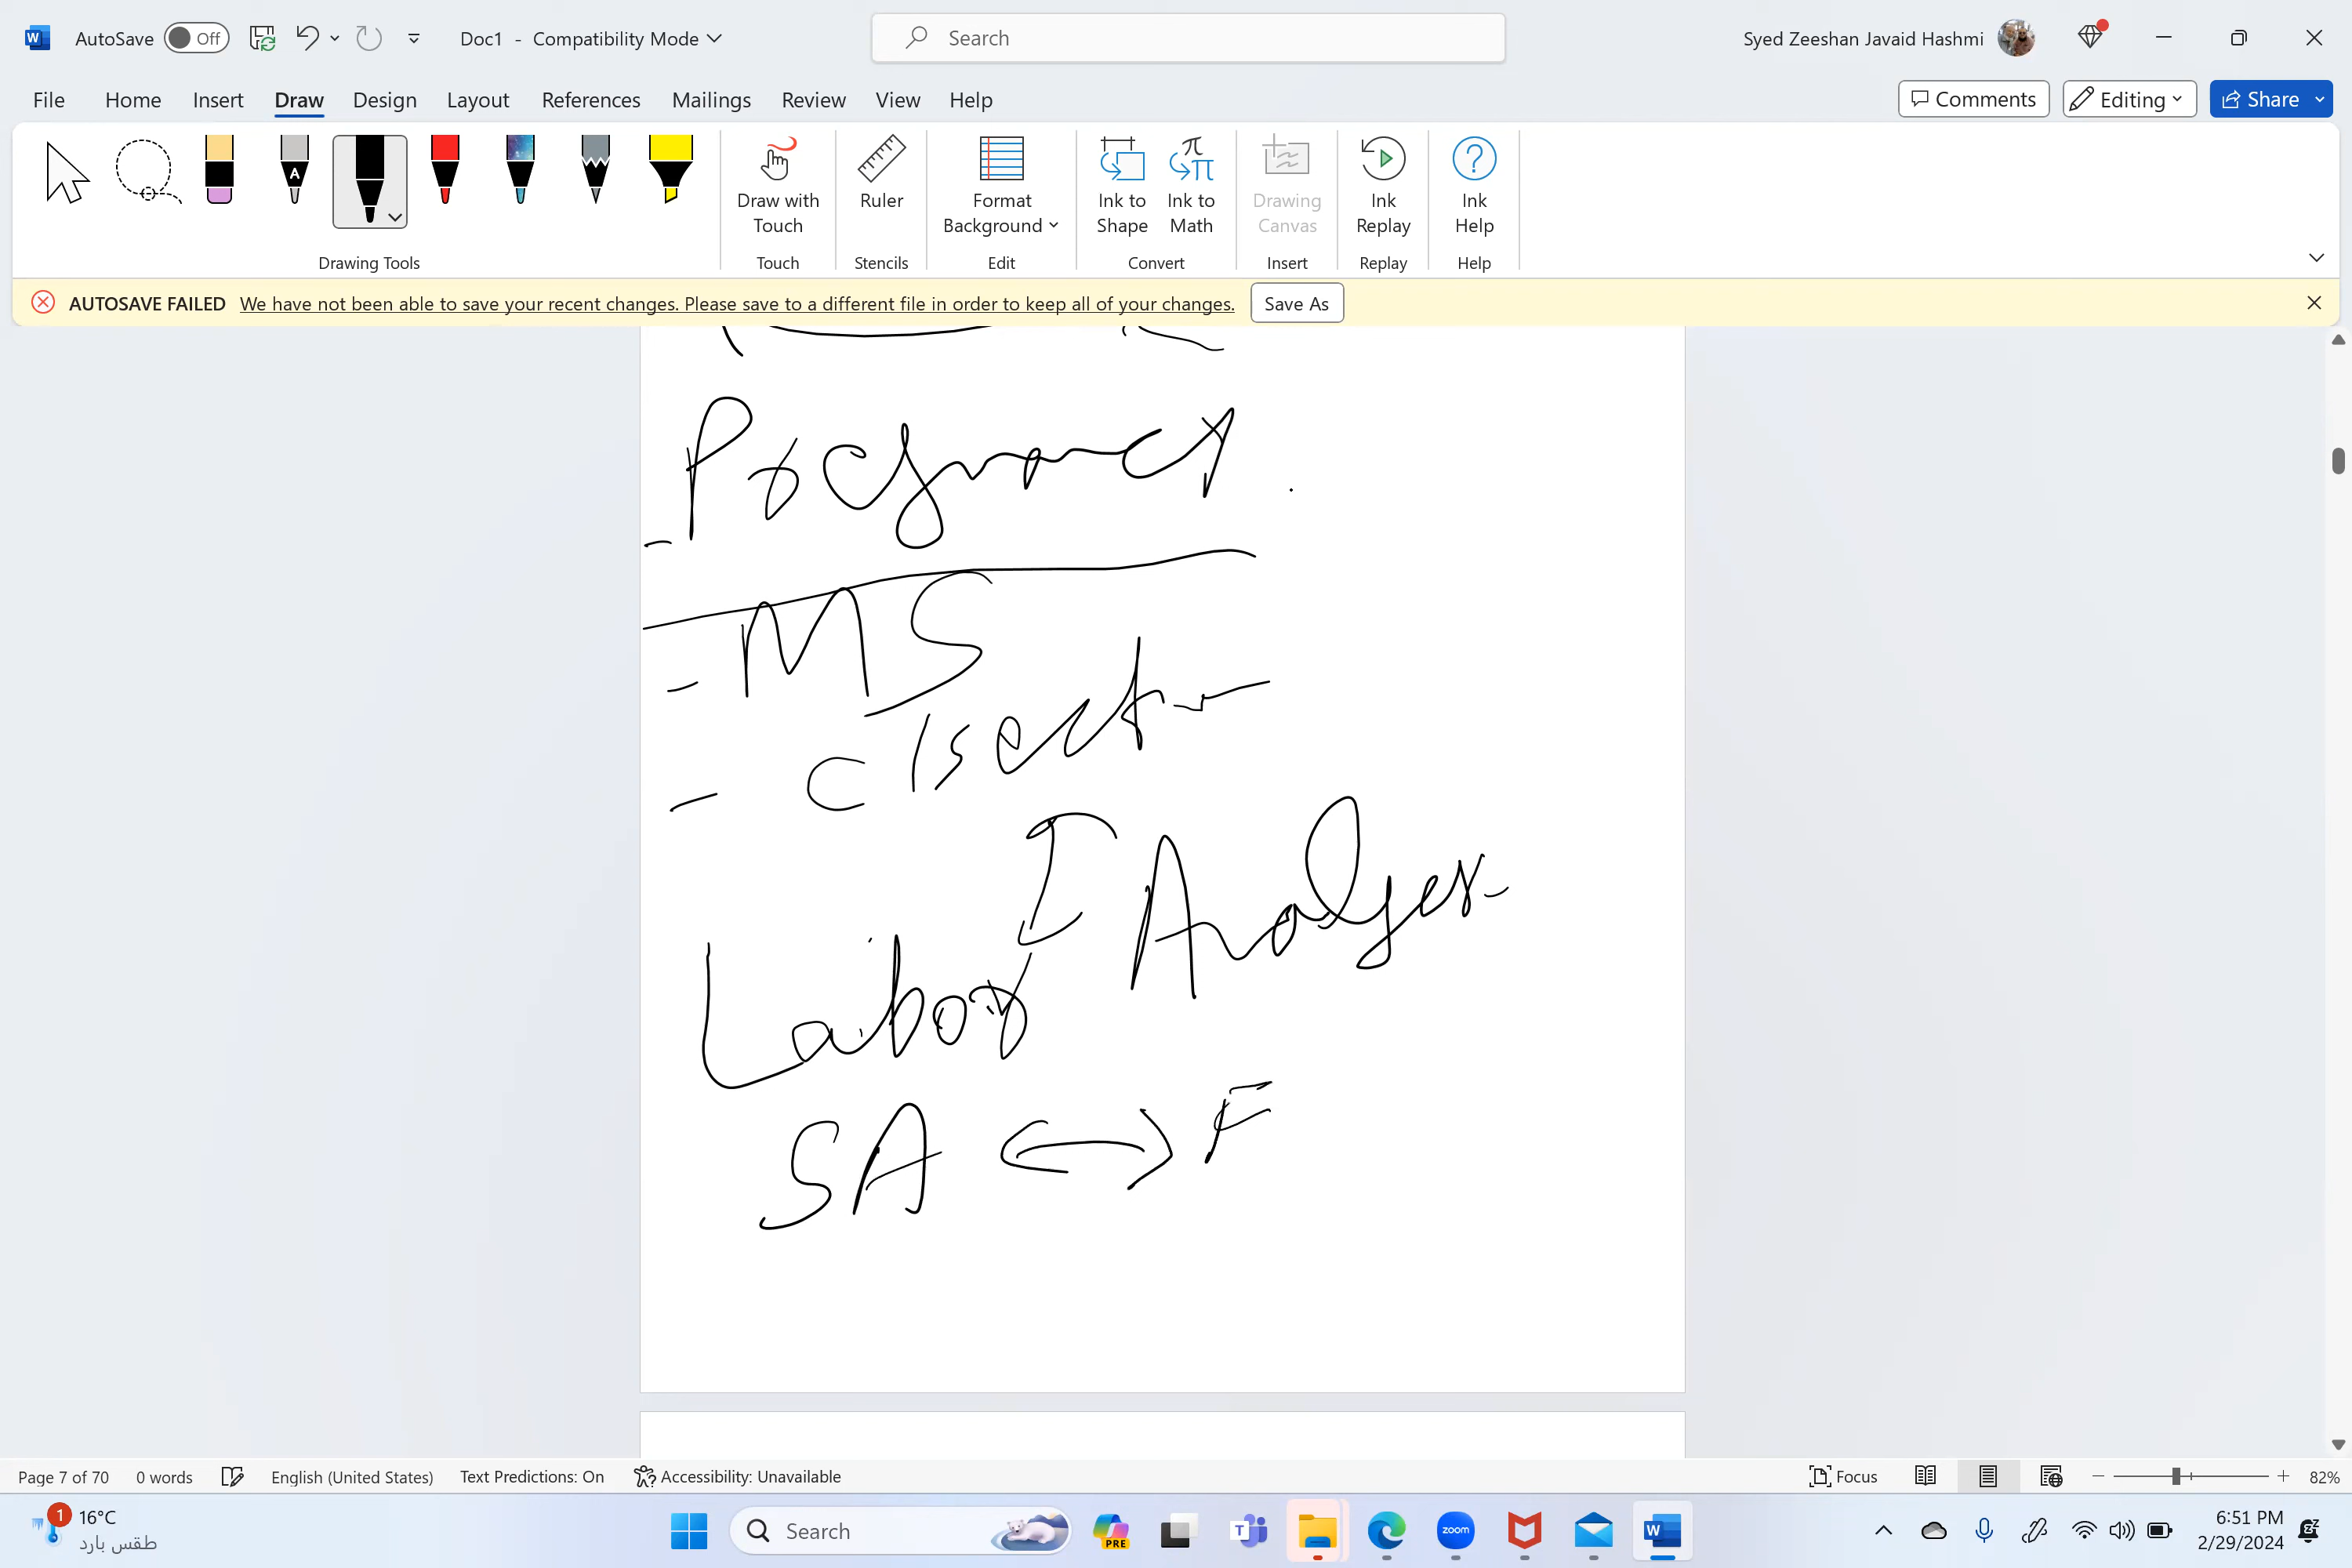 AutoSave Off Doc1 - Compatibility Mode Search Syed Zeeshan Javaid Hashmi
File Home Insert Draw Design Layout References Mailings Review View Help Comments Editing Share
A
Draw with Touch
Ruler
Format Background
Ink to Shape
Ink to Math
Drawing Canvas
Ink Replay
Ink Help
Drawing Tools Touch Stencils Edit Convert Insert Replay Help
AUTOSAVE FAILED We have not been able to save your recent changes. Please save to a different file in order to keep all of your changes. Save As
- MS
- c/section
Labor
SA ↔ F
Page 7 of 70 0 words English (United States) Text Predictions: On Accessibility: Unavailable Focus 82%
1 16°C
طقس بارد
Search PRE zoom
6:51 PM
2/29/2024